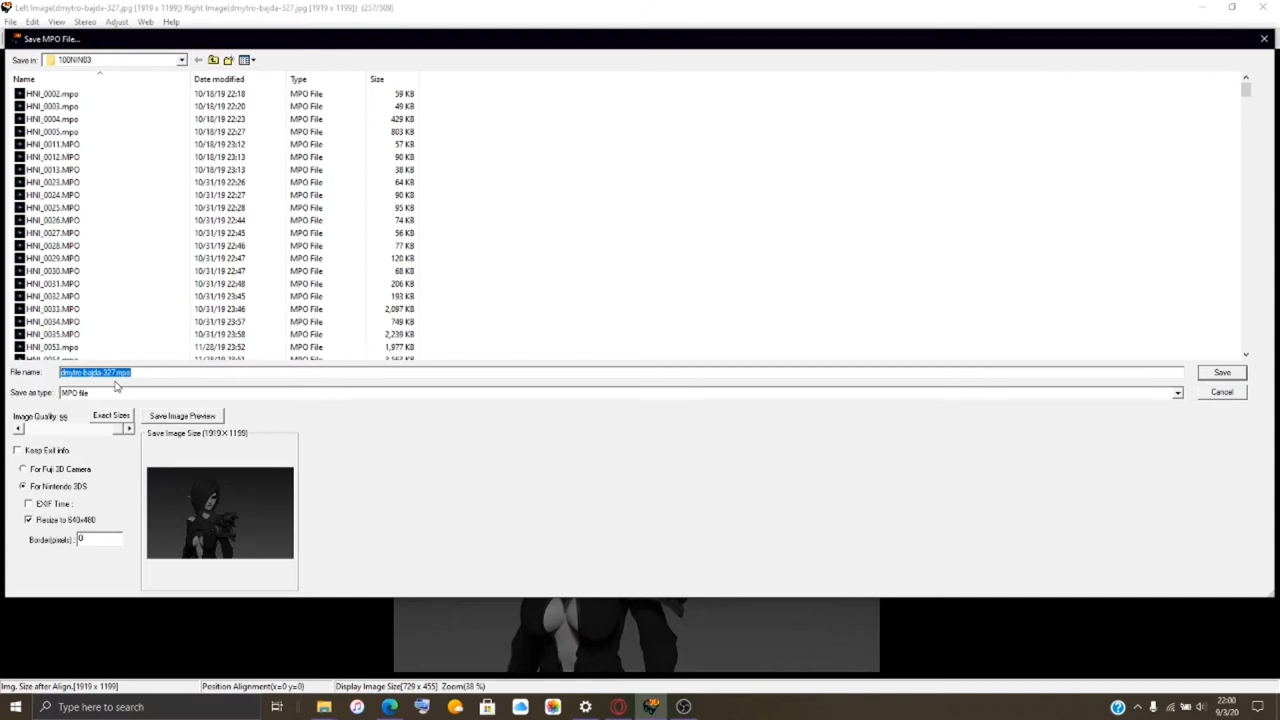 Left Image(dmytro-bajda-327.jpg [1919 x 1199]) Right Image(dmytro-bajda-327.jpg [1919 x 1199]) (257/509)
File Edit View Stereo Adjust Web Help
Save MPO File...
Save in: 100NIN03
Name Date modified Type Size
HNI_0002.mpo 10/18/19 22:18 MPO File 59 KB
HNI_0003.mpo 10/18/19 22:20 MPO File 49 KB
HNI_0004.mpo 10/18/19 22:23 MPO File 429 KB
HNI_0005.mpo 10/18/19 22:27 MPO File 803 KB
HNI_0011.MPO 10/18/19 23:12 MPO File 57 KB
HNI_0012.MPO 10/18/19 23:13 MPO File 90 KB
HNI_0013.MPO 10/18/19 23:13 MPO File 38 KB
HNI_0023.MPO 10/31/19 22:26 MPO File 64 KB
HNI_0024.MPO 10/31/19 22:27 MPO File 90 KB
HNI_0025.MPO 10/31/19 22:28 MPO File 95 KB
HNI_0026.MPO 10/31/19 22:44 MPO File 74 KB
HNI_0027.MPO 10/31/19 22:45 MPO File 56 KB
HNI_0028.MPO 10/31/19 22:46 MPO File 77 KB
HNI_0029.MPO 10/31/19 22:47 MPO File 120 KB
HNI_0030.MPO 10/31/19 22:47 MPO File 68 KB
HNI_0031.MPO 10/31/19 22:48 MPO File 206 KB
HNI_0032.MPO 10/31/19 23:45 MPO File 193 KB
HNI_0033.MPO 10/31/19 23:46 MPO File 2,097 KB
HNI_0034.MPO 10/31/19 23:57 MPO File 749 KB
HNI_0035.MPO 10/31/19 23:58 MPO File 2,239 KB
HNI_0053.mpo 11/28/19 23:51 MPO File 1,977 KB
HNI_0054.mpo 11/28/19 23:51 MPO File 3,563 KB
File name: dmytro-bajda-327.mpo Save
Save as type: MPO file Cancel
Image Quality: 99 Exact Sizes Save Image Preview
Save Image Size (1919×1199)
Keep Exif info.
For Fuji 3D Camera
For Nintendo 3DS
EXIF Time :
Resize to 640x480
Border(pixels) : 0
Img. Size after Align.[1919 x 1199] Position Alignment(x=0 y=0) Display Image Size[729 x 455] Zoom(38 %)
Type here to search
22:00
9/3/20